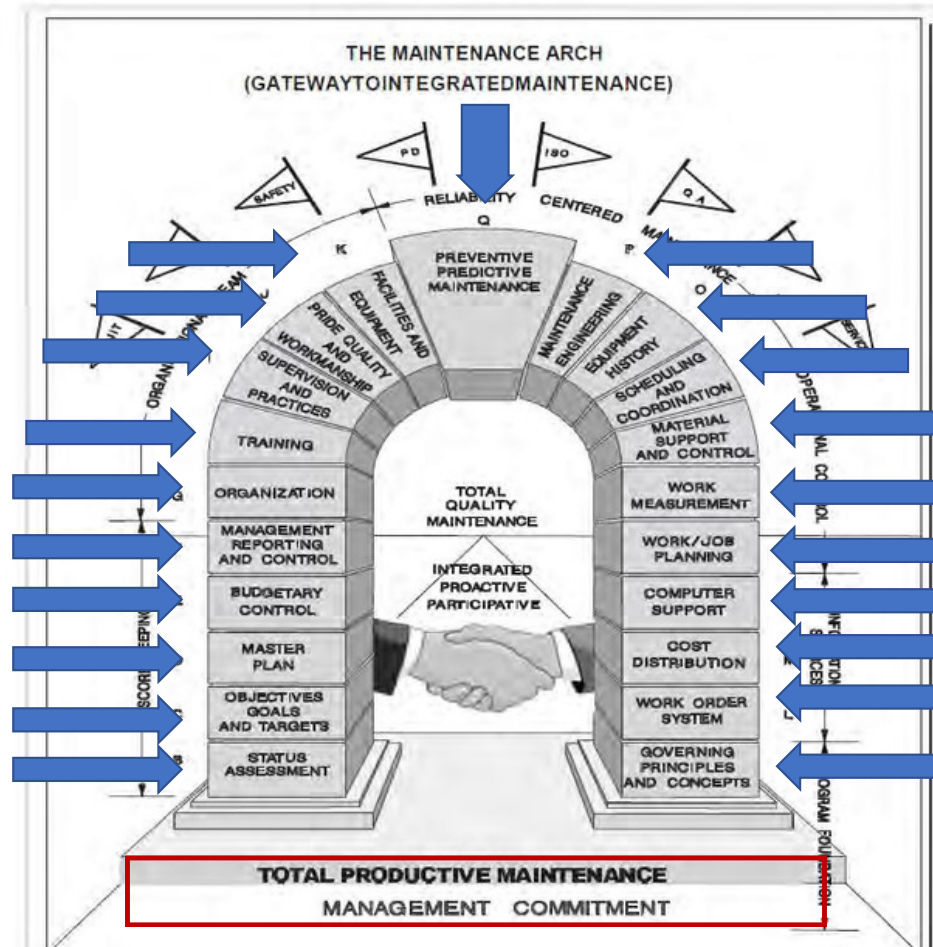 THE MAINTENANCE ARCH
(GATEWAYTOINTEGRATEDMAINTENANCE)
PD
ISO
SAFETY
QA
RELIABILITY
CENTERED
K
Q
P
O
PREVENTIVE
PREDICTIVE
MAINTENANCE
FACILITIES AND
EQUIPMENT
PRIDE QUALITY
AND
WORKMANSHIP
SUPERVISION
AND
PRACTICES
TRAINING
ORGANIZATION
MANAGEMENT
REPORTING
AND CONTROL
BUDGETARY
CONTROL
MASTER
PLAN
OBJECTIVES
GOALS
AND TARGETS
STATUS
ASSESSMENT
MAINTENANCE
ENGINEERING
EQUIPMENT
HISTORY
SCHEDULING
AND
COORDINATION
MATERIAL
SUPPORT
AND CONTROL
WORK
MEASUREMENT
WORK/JOB
PLANNING
COMPUTER
SUPPORT
COST
DISTRIBUTION
WORK ORDER
SYSTEM
GOVERNING
PRINCIPLES
AND CONCEPTS
TOTAL
QUALITY
MAINTENANCE
INTEGRATED
PROACTIVE
PARTICIPATIVE
TOTAL PRODUCTIVE MAINTENANCE
MANAGEMENT COMMITMENT